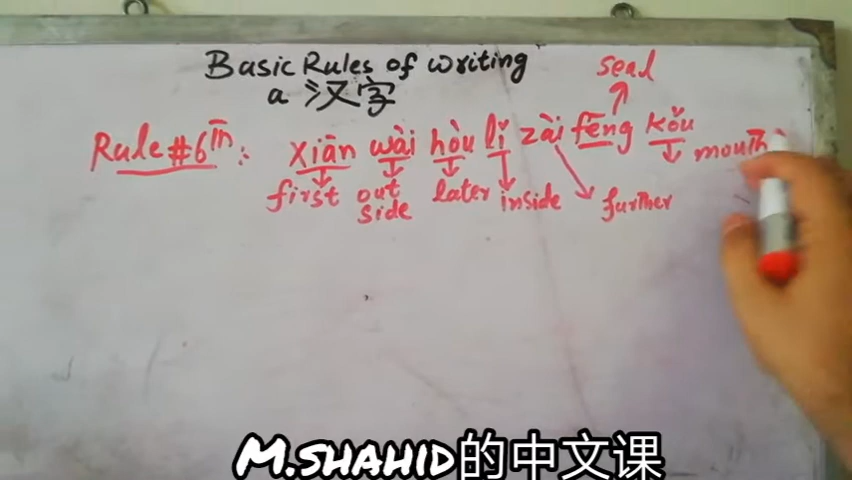 Basic Rules of writing
a 汉字
seal
Rule #6th: xiān wài hòu lǐ zài fēng kǒu
first out side later inside further mouth
M.SHAHID的中文课